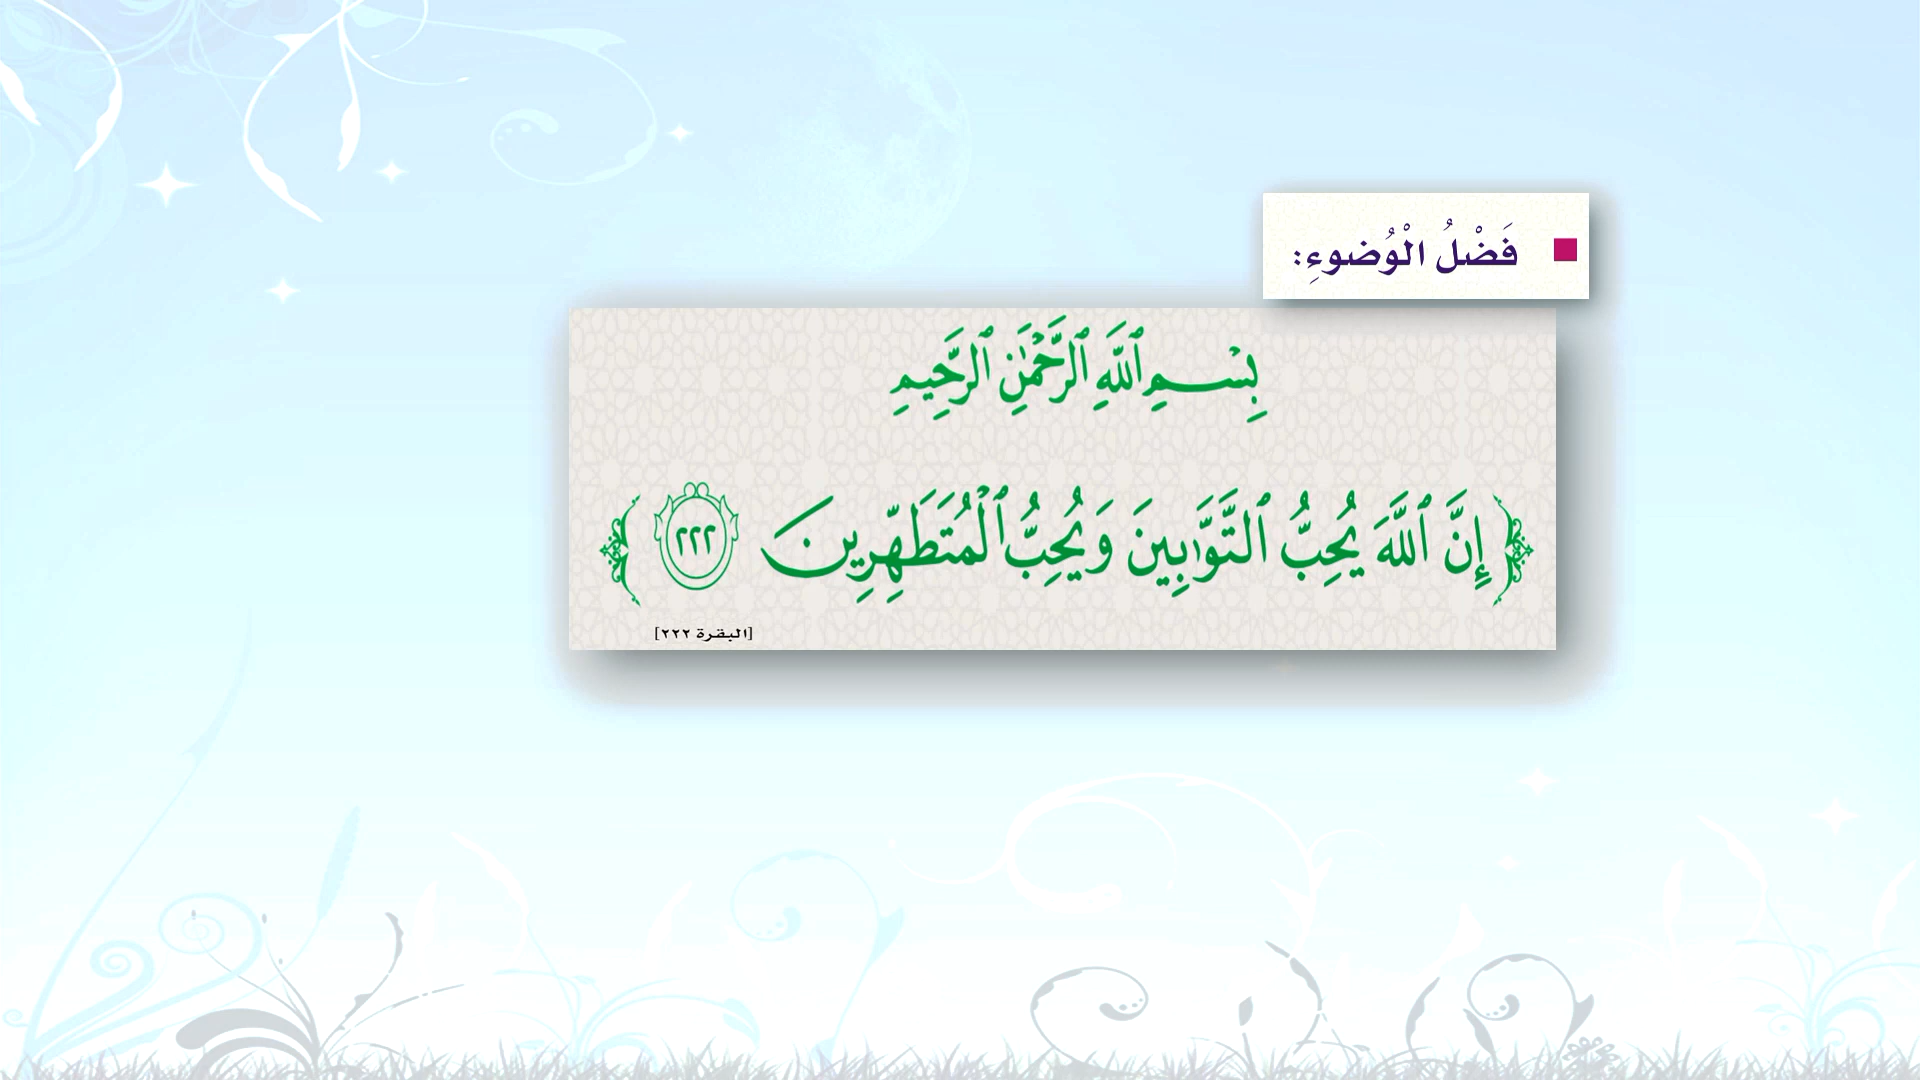 فَضْلُ الْوُضوءِ:
بِسْمِ ٱللَّهِ ٱلرَّحْمَٰنِ ٱلرَّحِيمِ
﴿إِنَّ ٱللَّهَ يُحِبُّ ٱلتَّوَّٰبِينَ وَيُحِبُّ ٱلْمُتَطَهِّرِينَ ٢٢٢﴾
[البقرة ٢٢٢]